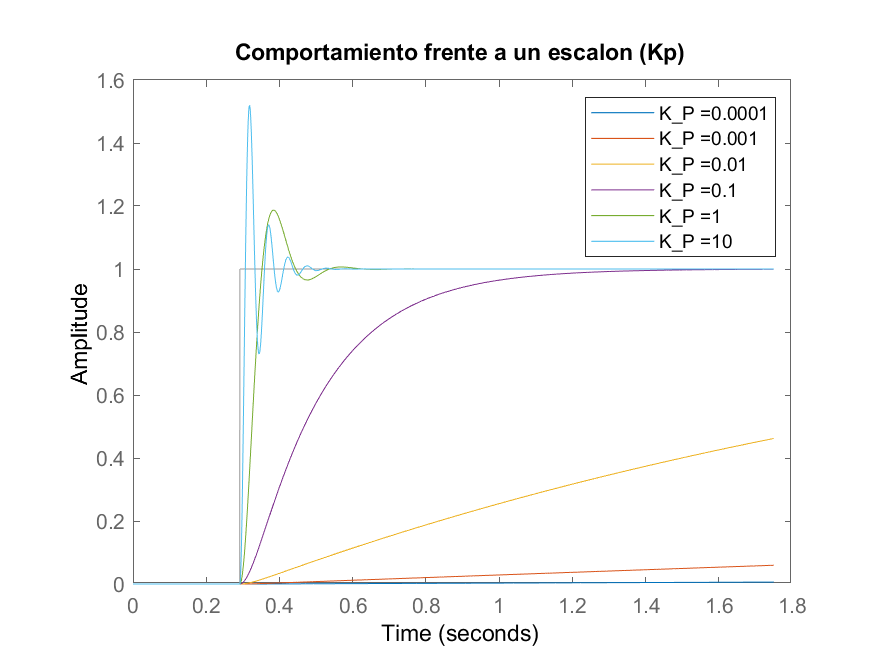 Comportamiento frente a un escalon (Kp)
1.6
1.4
1.2
1
0.8
0.6
0.4
0.2
0
Amplitude
K_P =0.0001
K_P =0.001
K_P =0.01
K_P =0.1
K_P =1
K_P =10
0 0.2 0.4 0.6 0.8 1 1.2 1.4 1.6 1.8
Time (seconds)